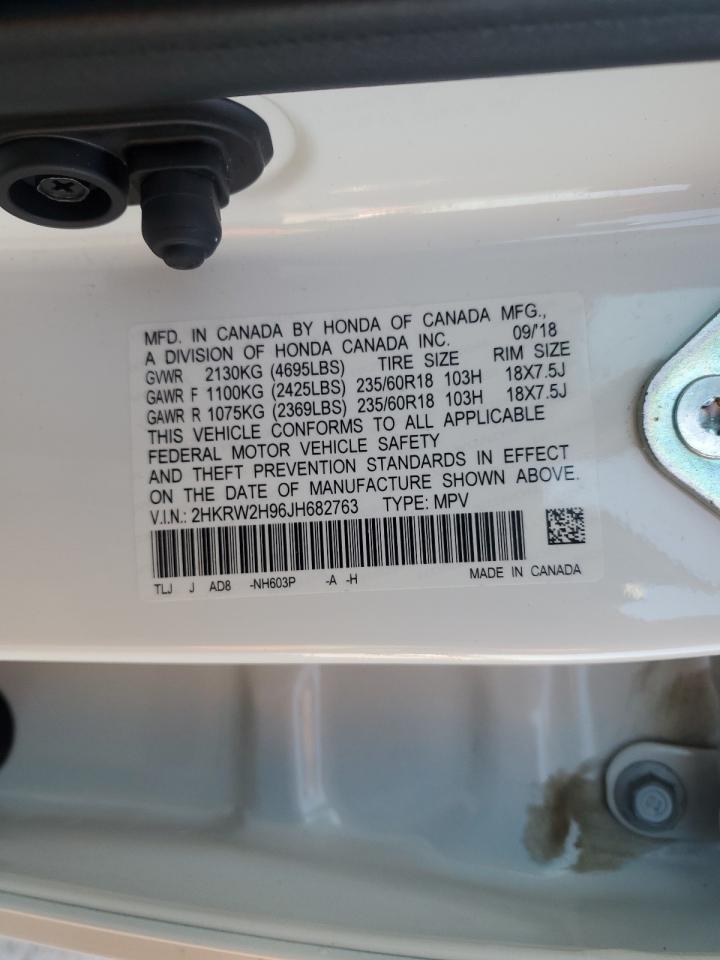 MFD. IN CANADA BY HONDA OF CANADA MFG.,
A DIVISION OF HONDA CANADA INC. 09/'18
GVWR 2130KG (4695LBS) TIRE SIZE RIM SIZE
GAWR F 1100KG (2425LBS) 235/60R18 103H 18X7.5J
GAWR R 1075KG (2369LBS) 235/60R18 103H 18X7.5J
THIS VEHICLE CONFORMS TO ALL APPLICABLE
FEDERAL MOTOR VEHICLE SAFETY
AND THEFT PREVENTION STANDARDS IN EFFECT
ON THE DATE OF MANUFACTURE SHOWN ABOVE.
V.I.N.: 2HKRW2H96JH682763 TYPE: MPV
TLJ J AD8 -NH603P -A -H MADE IN CANADA